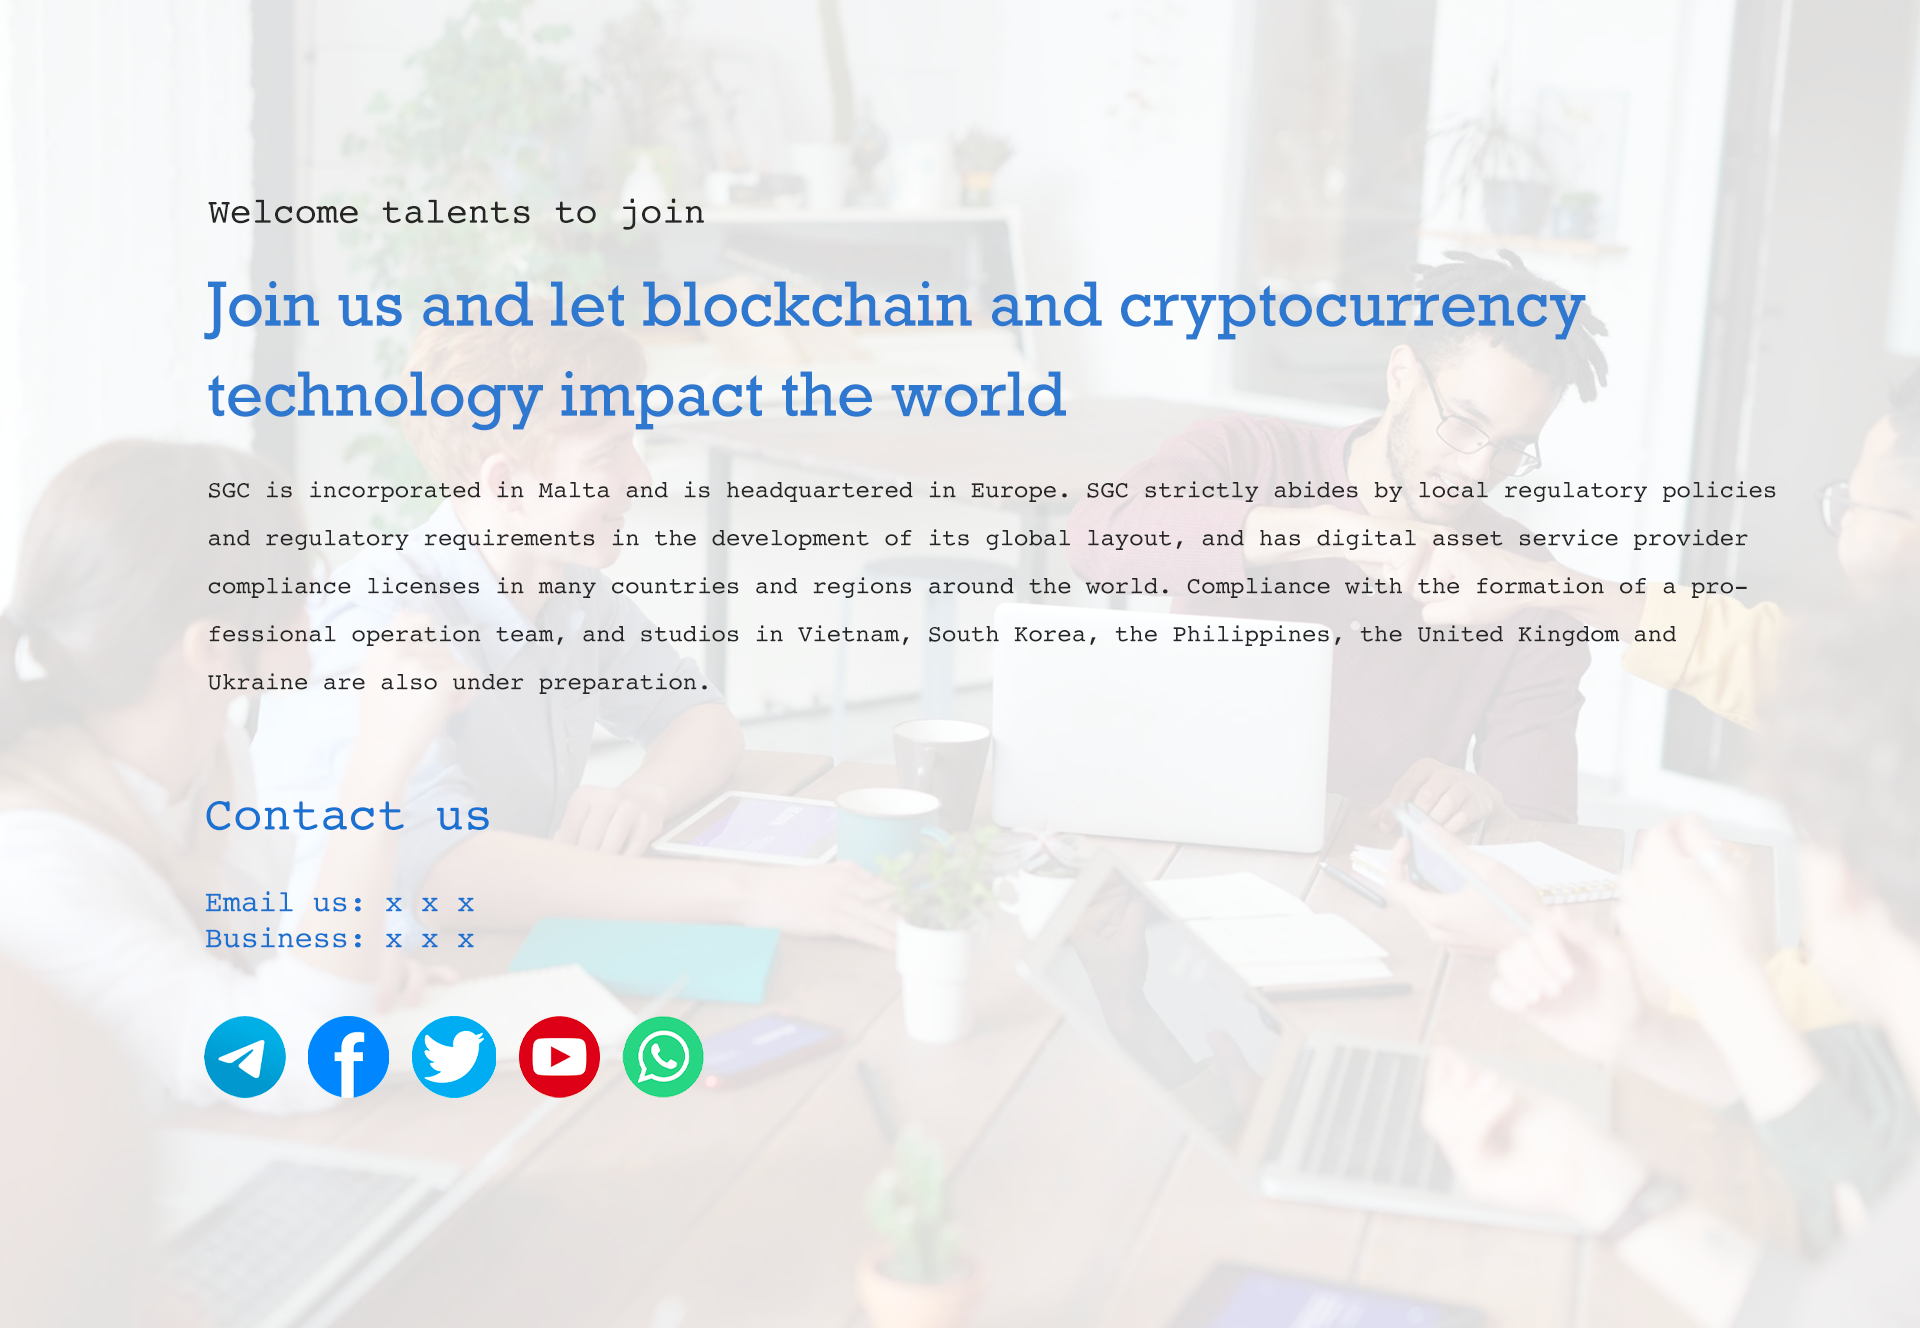 Welcome talents to join
Join us and let blockchain and cryptocurrency
technology impact the world
SGC is incorporated in Malta and is headquartered in Europe. SGC strictly abides by local regulatory policies
and regulatory requirements in the development of its global layout, and has digital asset service provider
compliance licenses in many countries and regions around the world. Compliance with the formation of a pro-
fessional operation team, and studios in Vietnam, South Korea, the Philippines, the United Kingdom and
Ukraine are also under preparation.
Contact us
Email us: x x x
Business: x x x